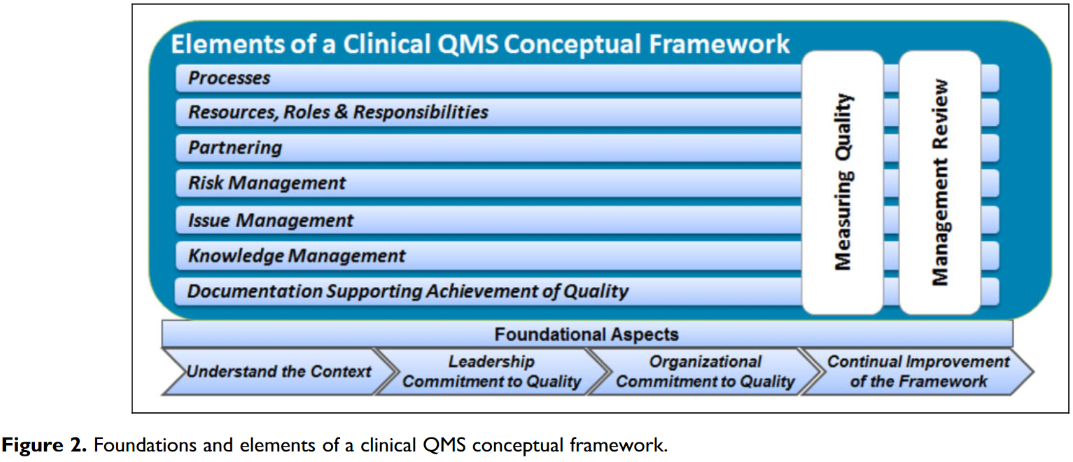 Elements of a Clinical QMS Conceptual Framework
Processes
Resources, Roles & Responsibilities
Partnering
Risk Management
Issue Management
Knowledge Management
Documentation Supporting Achievement of Quality
Measuring Quality
Management Review
Foundational Aspects
Understand the Context
Leadership
Commitment to Quality
Organizational
Commitment to Quality
Continual Improvement
of the Framework
Figure 2. Foundations and elements of a clinical QMS conceptual framework.